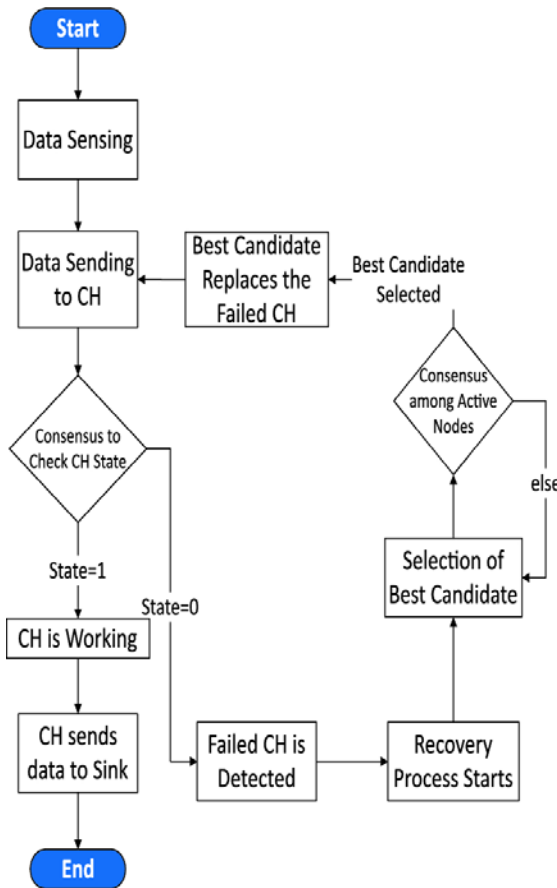 Start
Data Sensing
Data Sending
to CH
Best Candidate
Replaces the
Failed CH
Best Candidate
Selected
Consensus
among Active
Nodes
Consensus to
Check CH State
else
State=1
State=0
Selection of
Best Candidate
CH is Working
CH sends
data to Sink
Failed CH is
Detected
Recovery
Process Starts
End